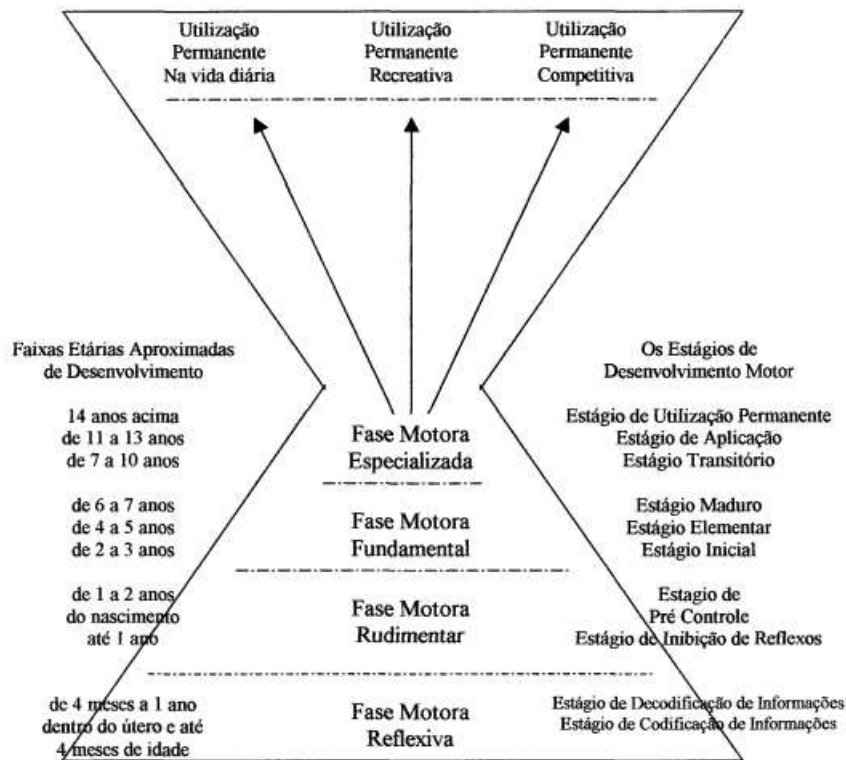 Utilização
Permanente
Na vida diária
Utilização
Permanente
Recreativa
Utilização
Permanente
Competitiva
Faixas Etárias Aproximadas
de Desenvolvimento
14 anos acima
de 11 a 13 anos
de 7 a 10 anos
de 6 a 7 anos
de 4 a 5 anos
de 2 a 3 anos
de 1 a 2 anos
do nascimento
até 1 ano
de 4 meses a 1 ano
dentro do útero e até
4 meses de idade
Fase Motora
Especializada
Fase Motora
Fundamental
Fase Motora
Rudimentar
Fase Motora
Reflexiva
Os Estágios de
Desenvolvimento Motor
Estágio de Utilização Permanente
Estágio de Aplicação
Estágio Transitório
Estágio Maduro
Estágio Elementar
Estágio Inicial
Estagio de
Pré Controle
Estágio de Inibição de Reflexos
Estágio de Decodificação de Informações
Estágio de Codificação de Informações